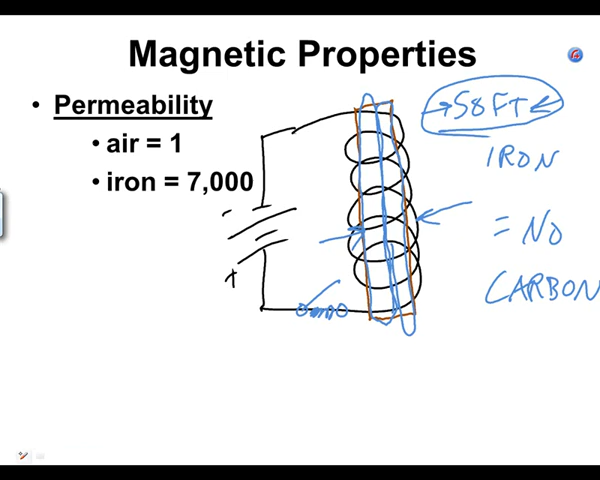 Magnetic Properties
• Permeability
• air = 1
• iron = 7,000
- +
SOFT
IRON
= NO
CARBON